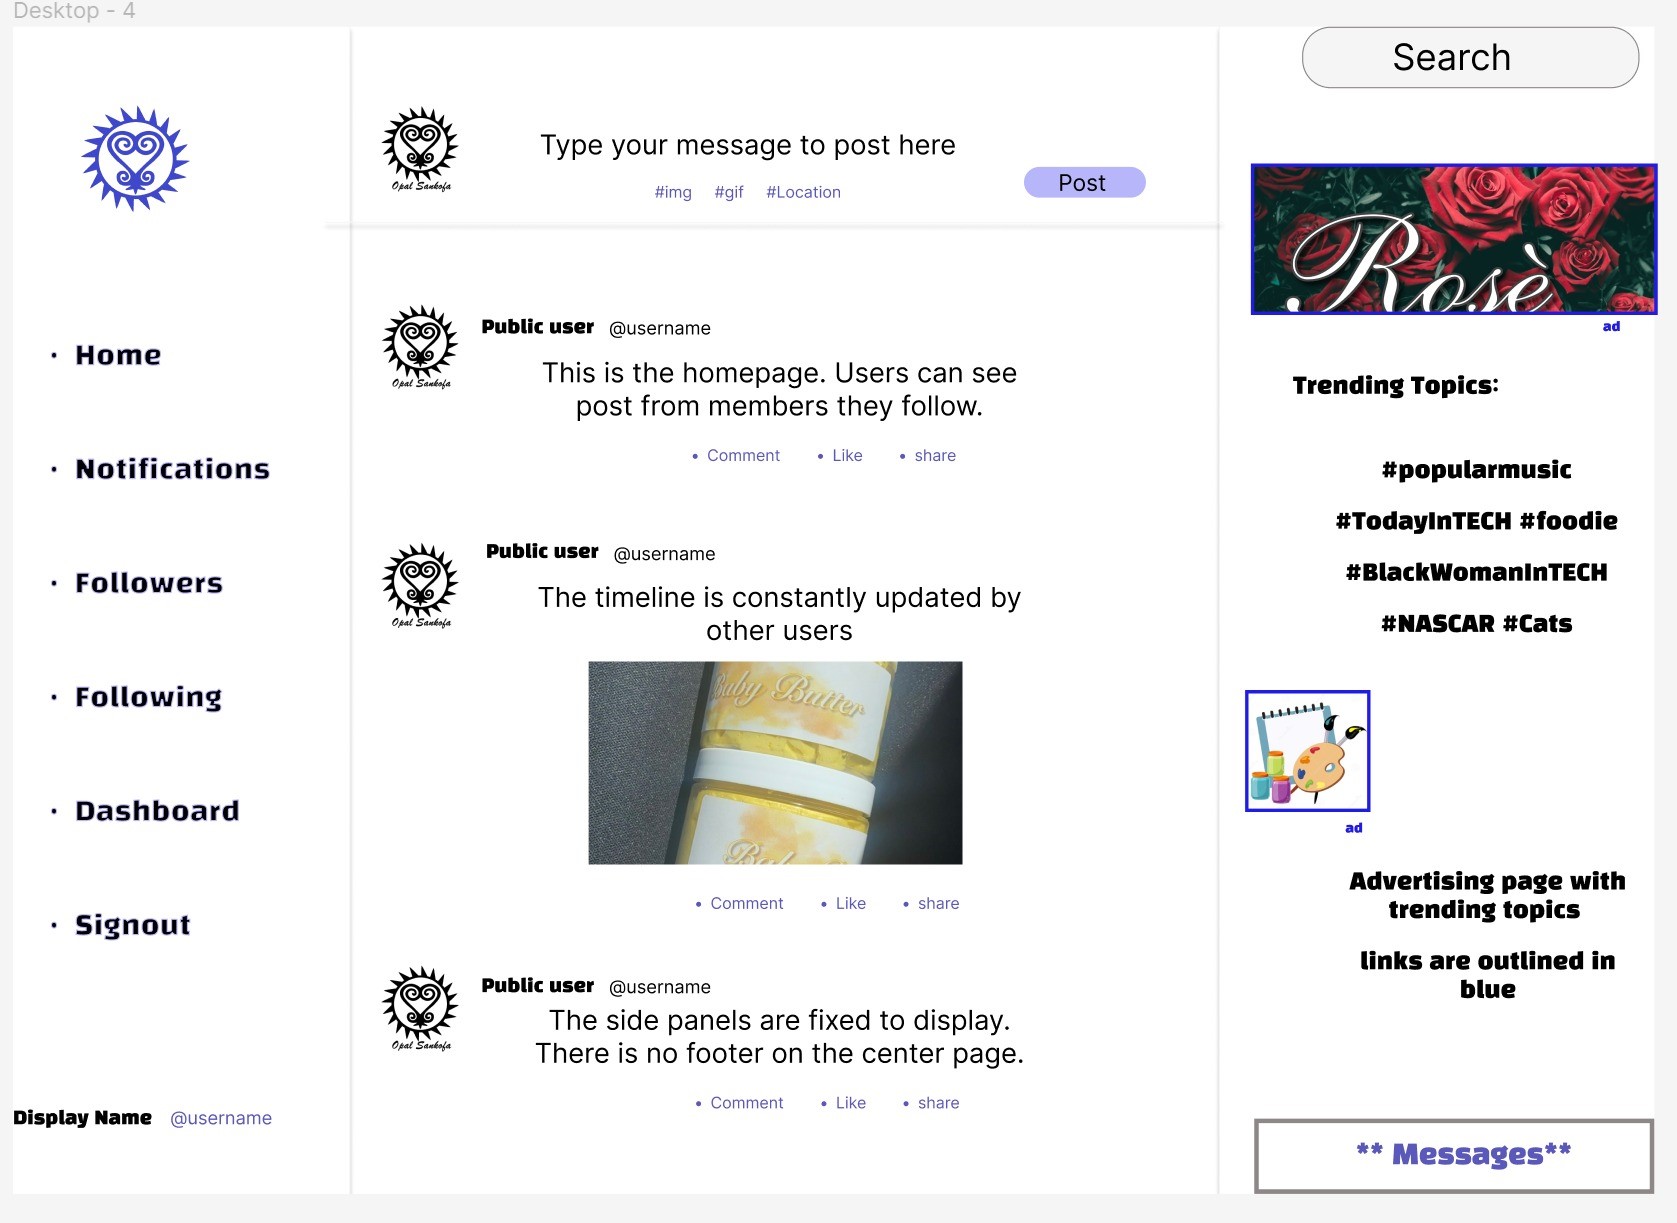 Desktop - 4
Search
Opal Sankofa
Type your message to post here
#img #gif #Location
Post
Rosè
ad
Home
Notifications
Followers
Following
Dashboard
Signout
Display Name @username
Opal Sankofa
Public user @username
This is the homepage. Users can see
post from members they follow.
• Comment • Like • share
Opal Sankofa
Public user @username
The timeline is constantly updated by
other users
Baby Butter
Baby
• Comment • Like • share
Opal Sankofa
Public user @username
The side panels are fixed to display.
There is no footer on the center page.
• Comment • Like • share
Trending Topics:
#popularmusic
#TodayInTECH #foodie
#BlackWomanInTECH
#NASCAR #Cats
ad
Advertising page with
trending topics
links are outlined in
blue
** Messages**